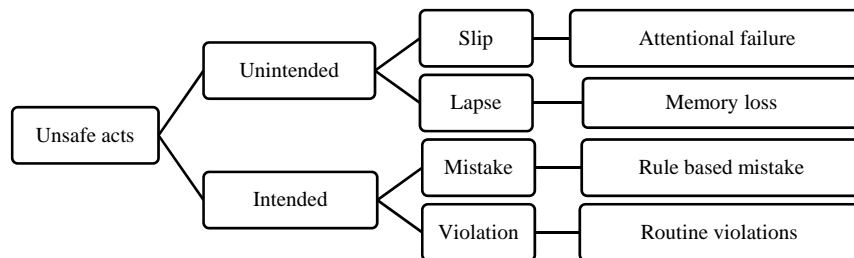 Unsafe acts
Unintended
Intended
Slip
Attentional failure
Lapse
Memory loss
Mistake
Rule based mistake
Violation
Routine violations